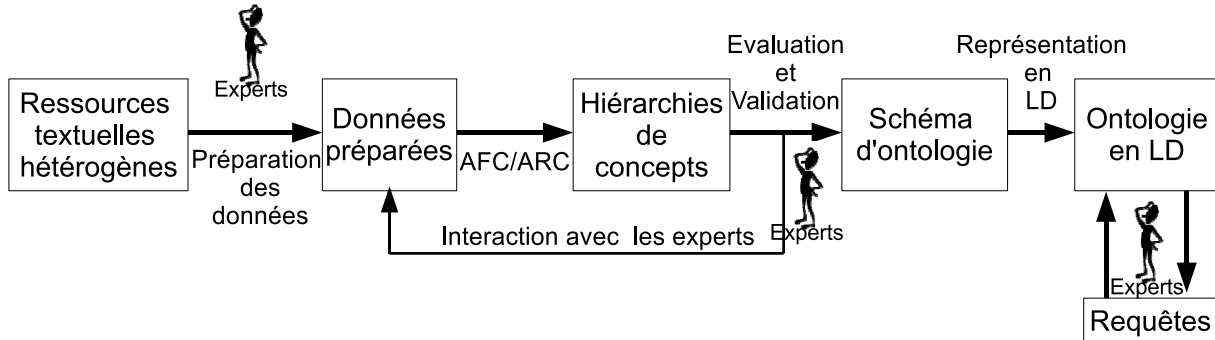 Ressources
textuelles
hétérogènes
Experts
Préparation
des
données
Données
préparées
AFC/ARC
Hiérarchies
de
concepts
Evaluation
et
Validation
Experts
Interaction avec les experts
Schéma
d'ontologie
Représentation
en
LD
Ontologie
en LD
Experts
Requêtes